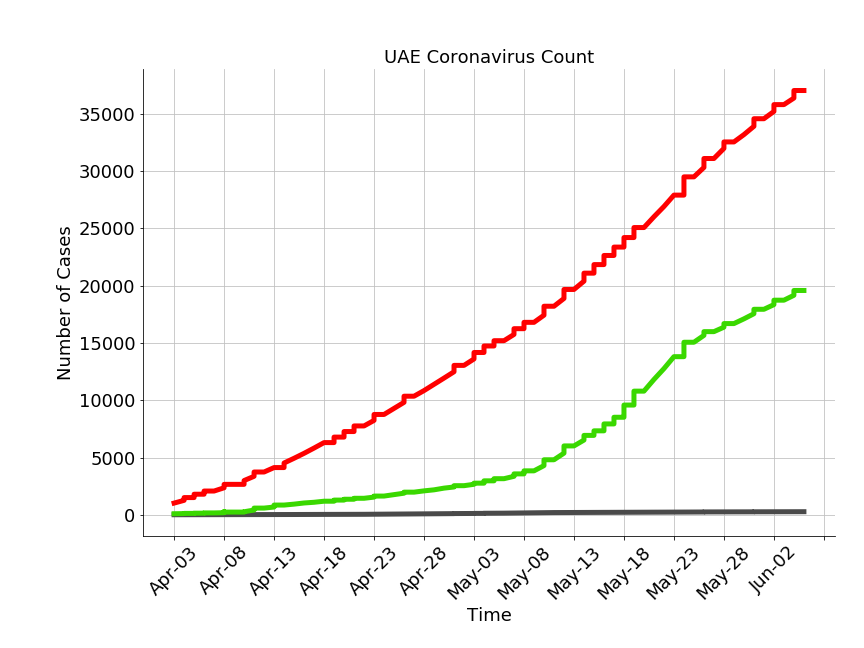 UAE Coronavirus Count
35000
30000
25000
20000
15000
10000
5000
0
Number of Cases
Apr-03
Apr-08
Apr-13
Apr-18
Apr-23
Apr-28
May-03
May-08
May-13
May-18
May-23
May-28
Jun-02
Time